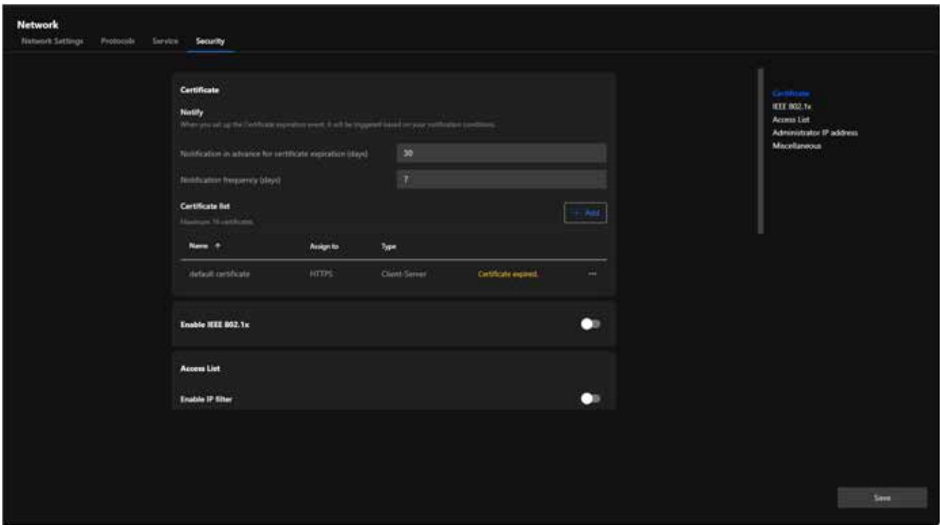 Network
Network Settings Protocols Service Security
Certificate
Notify
When you set up the Certificate expiration event, it will be triggered based on your notification conditions.
Notification in advance for certificate expiration (days) 30
Notification frequency (days) 7
Certificate list
+ Add
Maximum 10 certificates.
Name ↑ Assign to Type
default certificate HTTPS Client-Server Certificate expired. ···
Enable IEEE 802.1x
Access List
Enable IP filter
Certificate
IEEE 802.1x
Access List
Administrator IP address
Miscellaneous
Save